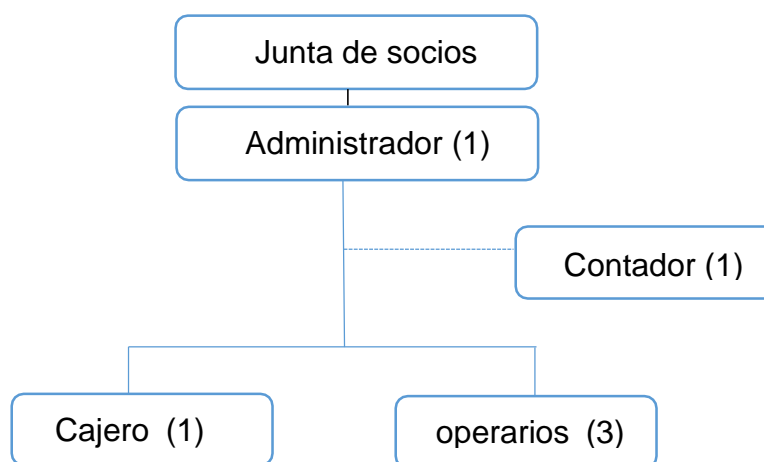 Junta de socios
Administrador (1)
Contador (1)
Cajero (1)
operarios (3)